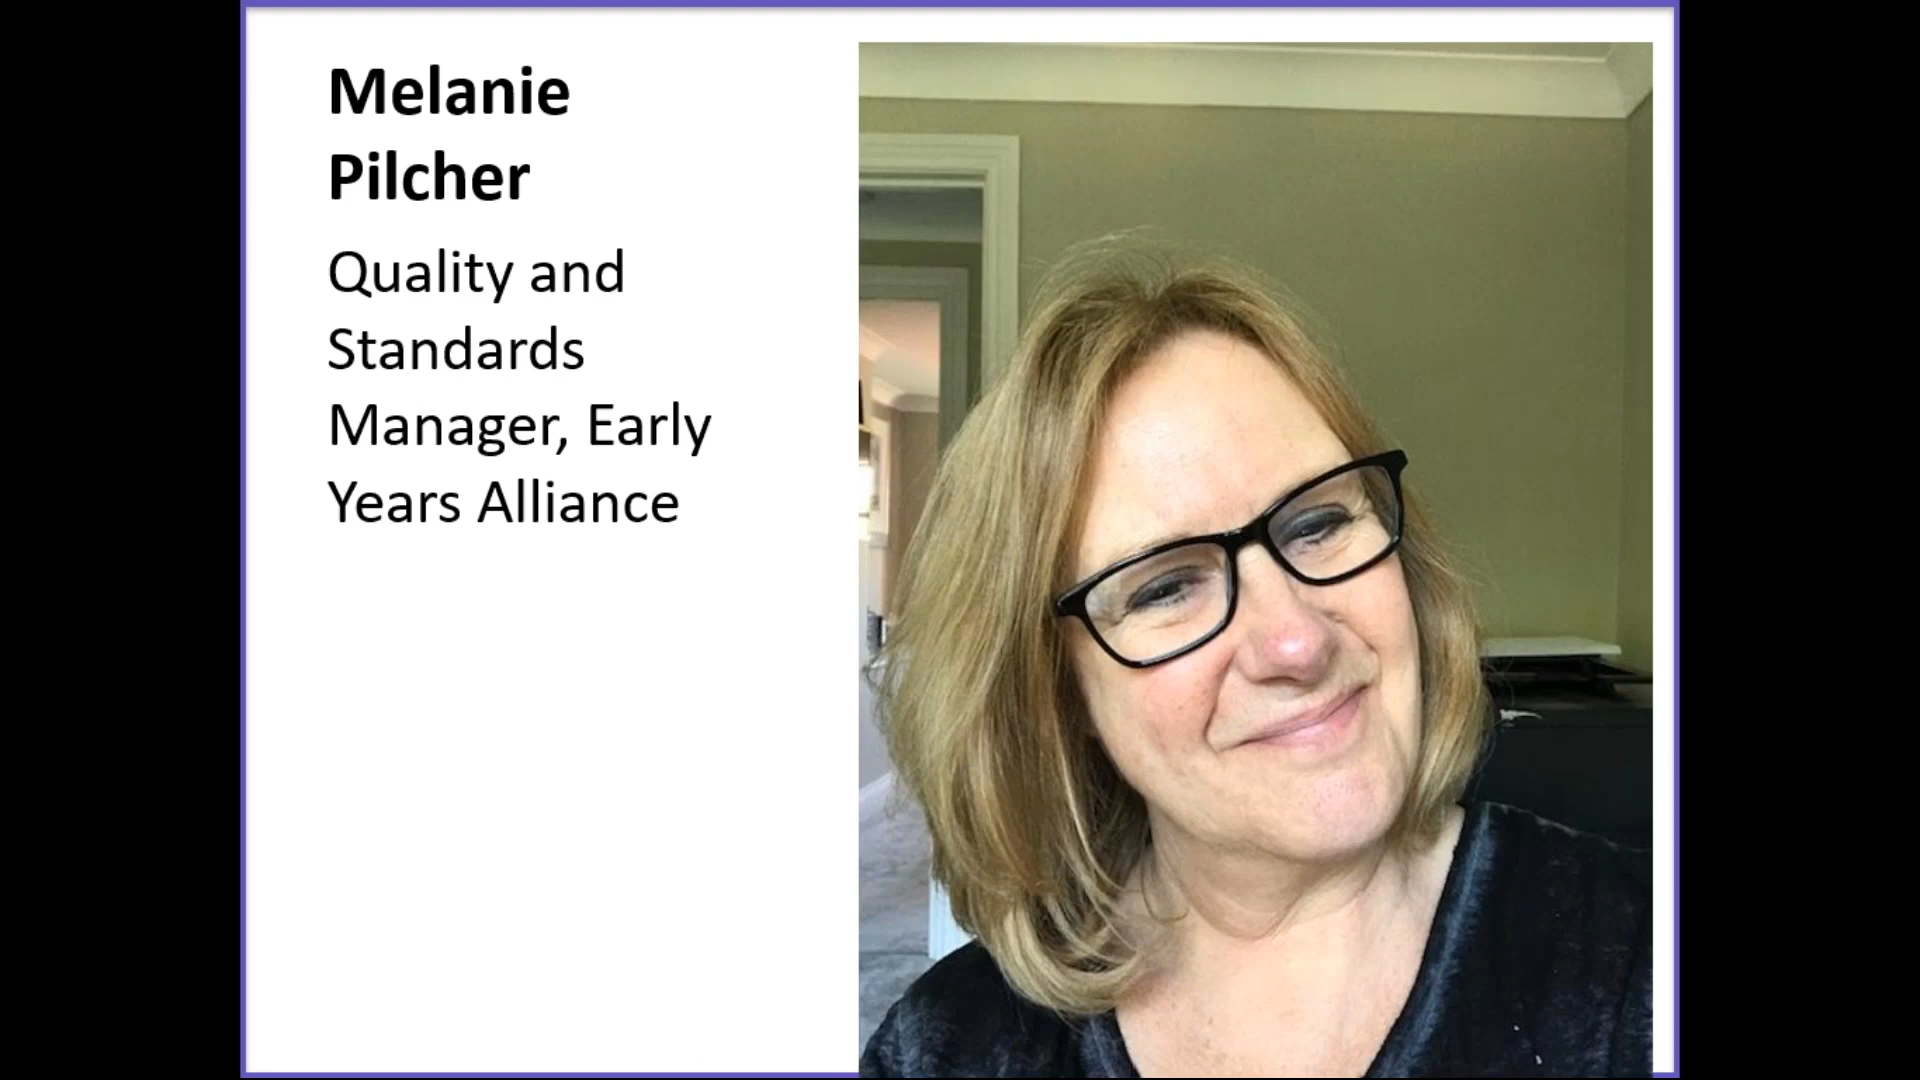 Melanie
Pilcher
Quality and
Standards
Manager, Early
Years Alliance